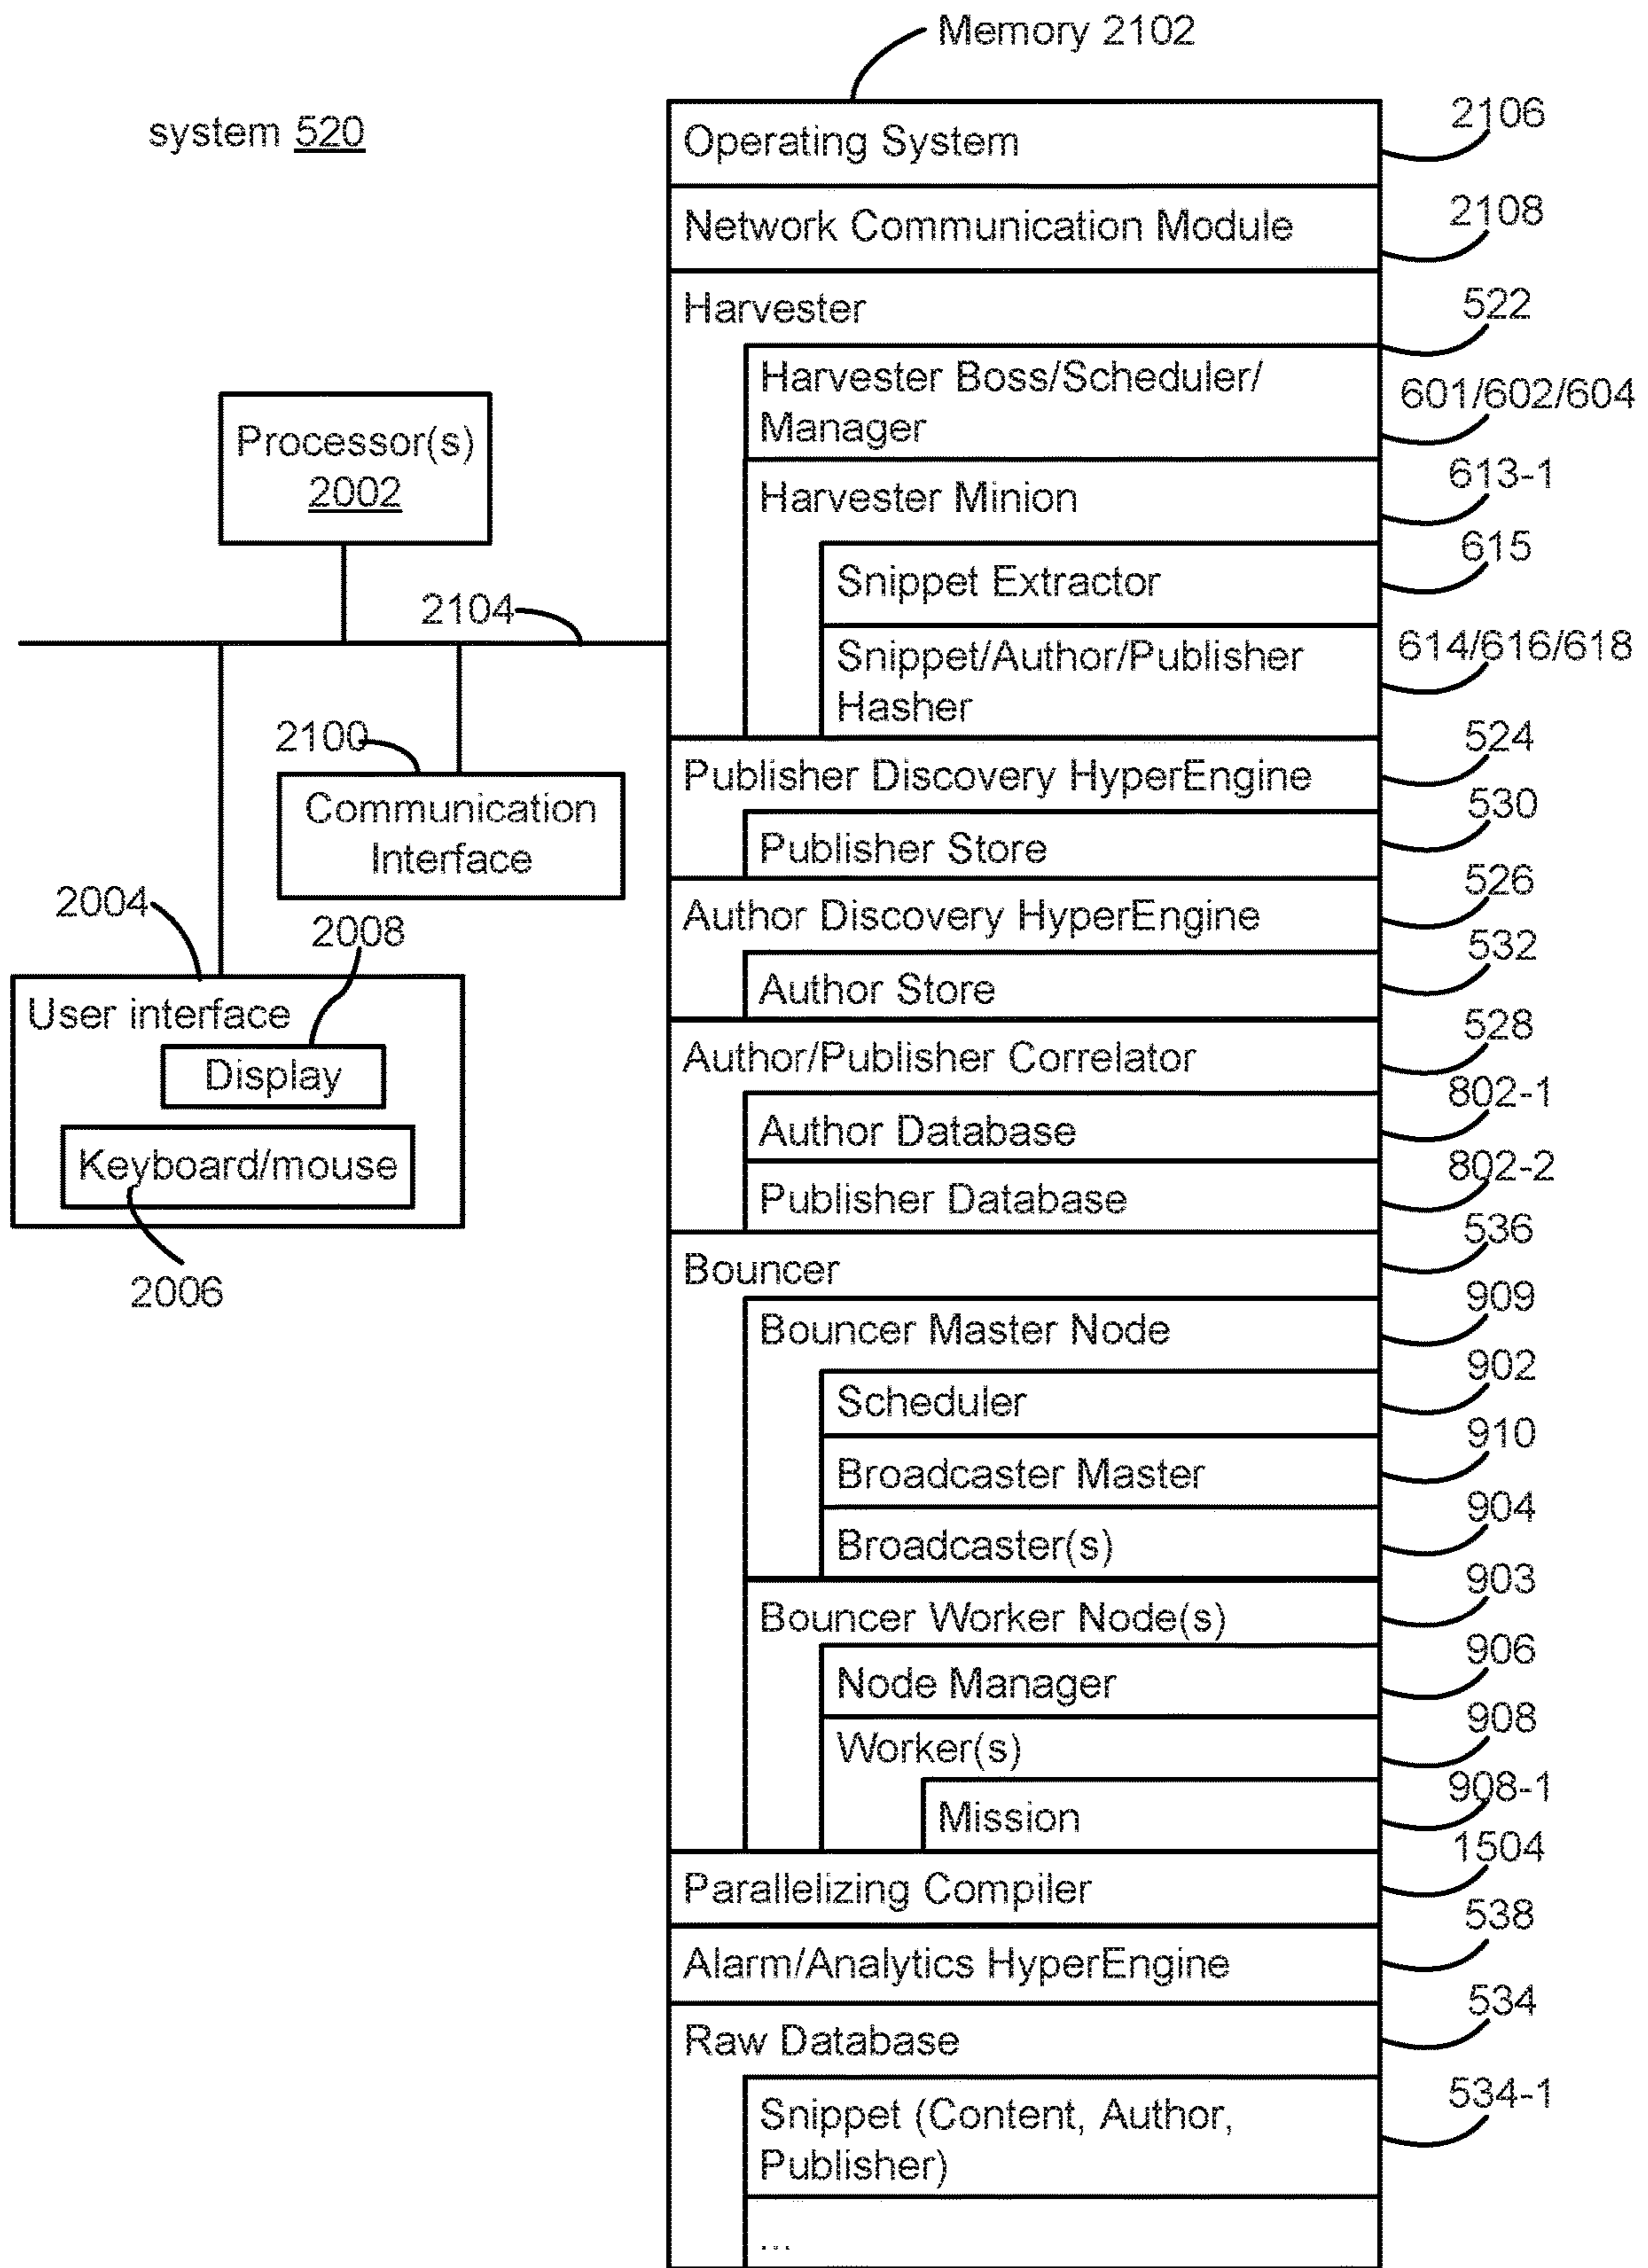 Memory 2102
system 520
Operating System
2106
Network Communication Module
2108
Harvester
522
Harvester Boss/Scheduler/
Manager
601/602/604
Harvester Minion
613-1
Snippet Extractor
615
Snippet/Author/Publisher
Hasher
614/616/618
Publisher Discovery HyperEngine
524
Publisher Store
530
Author Discovery HyperEngine
526
Author Store
532
Author/Publisher Correlator
528
Author Database
802-1
Publisher Database
802-2
Bouncer
536
Bouncer Master Node
909
Scheduler
902
Broadcaster Master
910
Broadcaster(s)
904
Bouncer Worker Node(s)
903
Node Manager
906
Worker(s)
908
Mission
908-1
Parallelizing Compiler
1504
Alarm/Analytics HyperEngine
538
Raw Database
534
Snippet (Content, Author,
Publisher)
534-1
...
Processor(s)
2002
2104
2100
Communication
Interface
2004
2008
User interface
Display
Keyboard/mouse
2006